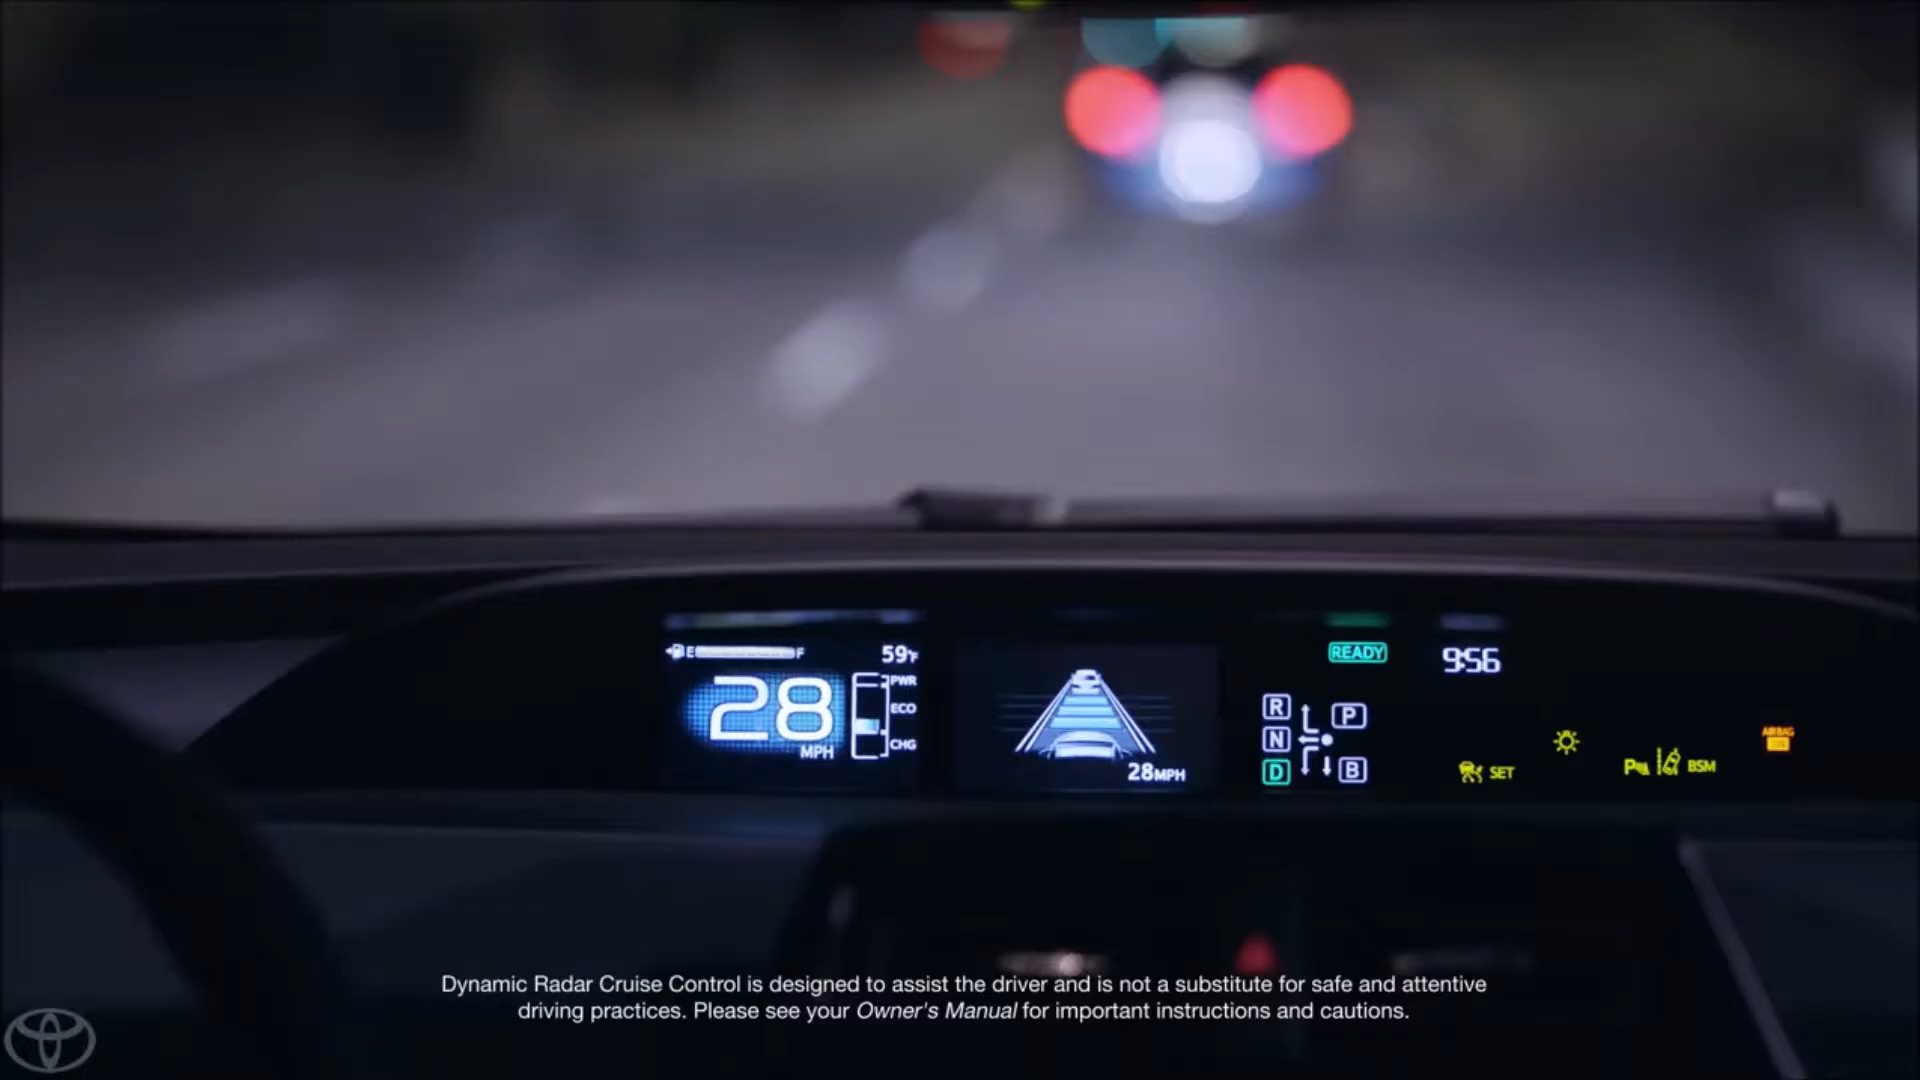 E F
59°F
28
MPH
PWR
ECO
CHG
28MPH
READY
9:56
R
P
N
D
B
SET
BSM
AIRBAG
Dynamic Radar Cruise Control is designed to assist the driver and is not a substitute for safe and attentive
driving practices. Please see your Owner's Manual for important instructions and cautions.